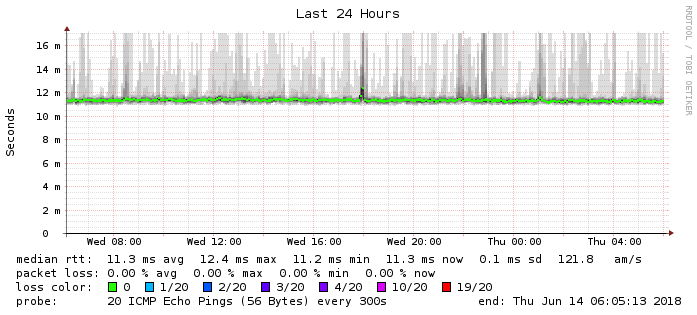 Last 24 Hours
RRDTOOL / TOBI OETIKER
Seconds
16 m
14 m
12 m
10 m
8 m
6 m
4 m
2 m
0
Wed 08:00 Wed 12:00 Wed 16:00 Wed 20:00 Thu 00:00 Thu 04:00
median rtt: 11.3 ms avg 12.4 ms max 11.2 ms min 11.3 ms now 0.1 ms sd 121.8 am/s
packet loss: 0.00 % avg 0.00 % max 0.00 % min 0.00 % now
loss color: 0 1/20 2/20 3/20 4/20 10/20 19/20
probe: 20 ICMP Echo Pings (56 Bytes) every 300s end: Thu Jun 14 06:05:13 2018